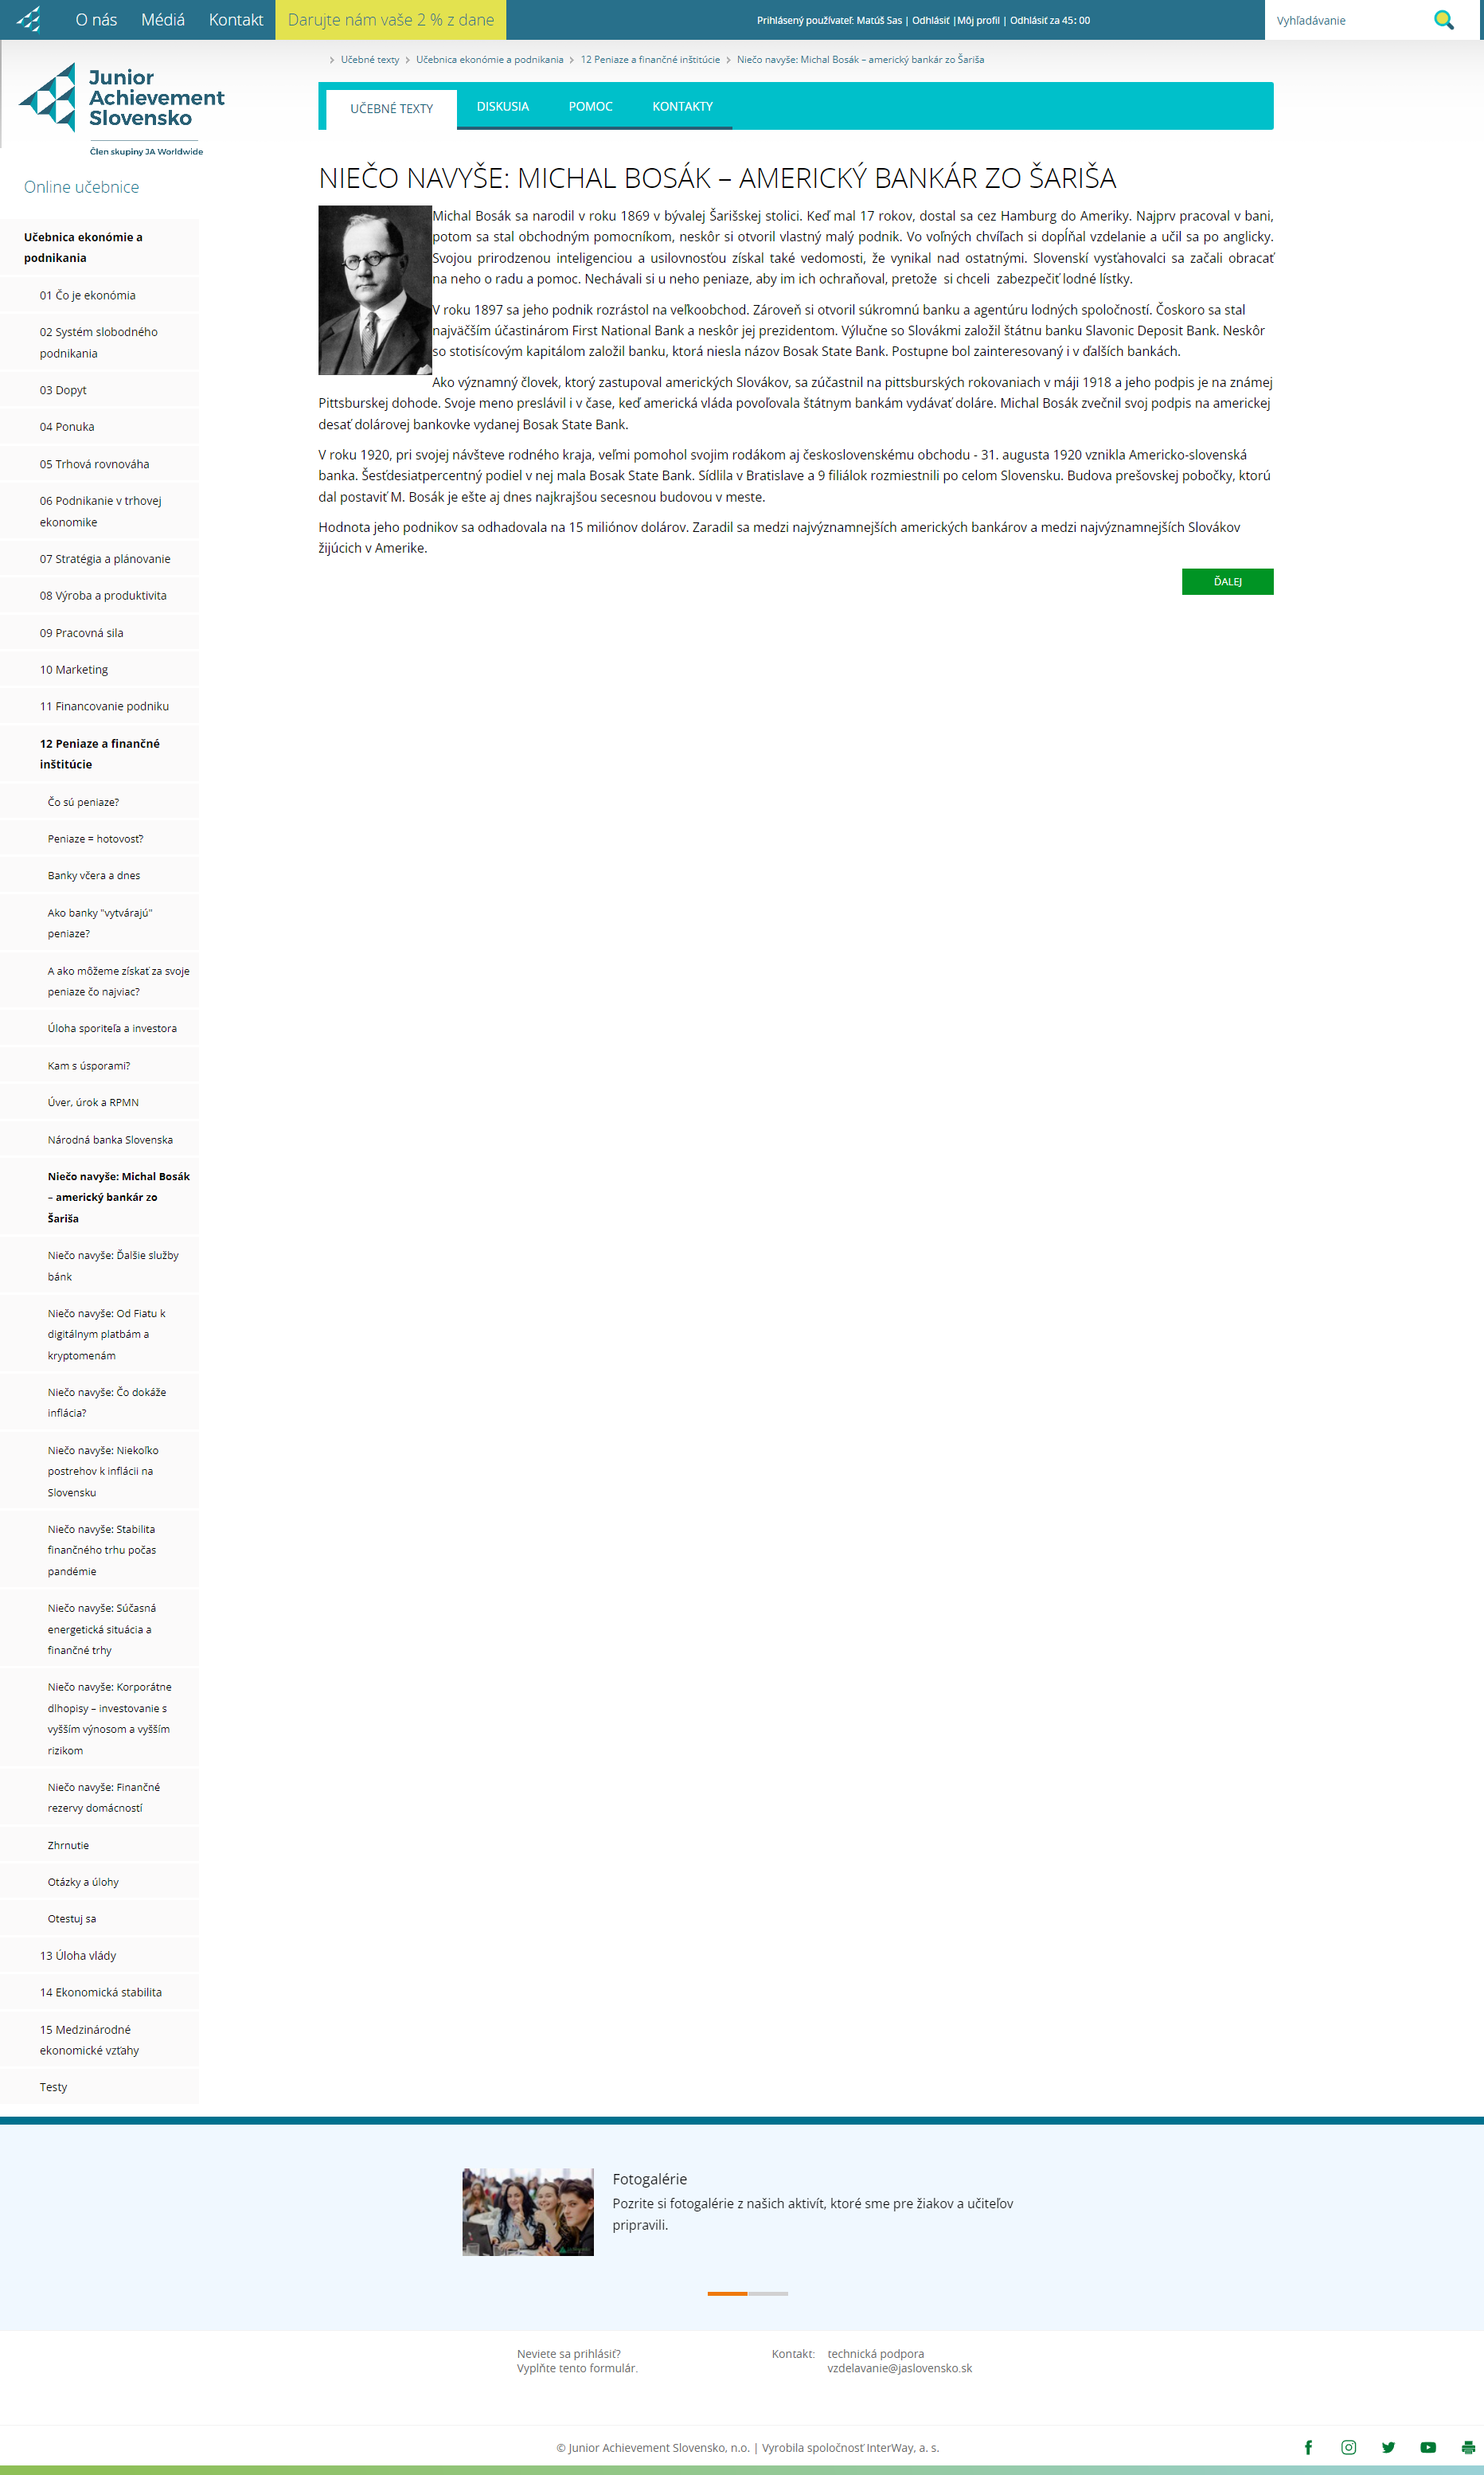 O nás Médiá Kontakt Darujte nám vaše 2 % z dane Prihlásený používateľ: Matúš Sas | Odhlásiť |Môj profil | Odhlásiť za 45: 00 Vyhľadávanie
Junior
Achievement
Slovensko
Člen skupiny JA Worldwide
Online učebnice
Učebnica ekonómie a
podnikania
01 Čo je ekonómia
02 Systém slobodného
podnikania
03 Dopyt
04 Ponuka
05 Trhová rovnováha
06 Podnikanie v trhovej
ekonomike
07 Stratégia a plánovanie
08 Výroba a produktivita
09 Pracovná sila
10 Marketing
11 Financovanie podniku
12 Peniaze a finančné
inštitúcie
Čo sú peniaze?
Peniaze = hotovosť?
Banky včera a dnes
Ako banky "vytvárajú"
peniaze?
A ako môžeme získať za svoje
peniaze čo najviac?
Úloha sporiteľa a investora
Kam s úsporami?
Úver, úrok a RPMN
Národná banka Slovenska
Niečo navyše: Michal Bosák
– americký bankár zo
Šariša
Niečo navyše: Ďalšie služby
bánk
Niečo navyše: Od Fiatu k
digitálnym platbám a
kryptomenám
Niečo navyše: Čo dokáže
inflácia?
Niečo navyše: Niekoľko
postrehov k inflácii na
Slovensku
Niečo navyše: Stabilita
finančného trhu počas
pandémie
Niečo navyše: Súčasná
energetická situácia a
finančné trhy
Niečo navyše: Korporátne
dlhopisy – investovanie s
vyšším výnosom a vyšším
rizikom
Niečo navyše: Finančné
rezervy domácností
Zhrnutie
Otázky a úlohy
Otestuj sa
13 Úloha vlády
14 Ekonomická stabilita
15 Medzinárodné
ekonomické vzťahy
Testy
Učebné texty Učebnica ekonómie a podnikania 12 Peniaze a finančné inštitúcie Niečo navyše: Michal Bosák – americký bankár zo Šariša
UČEBNÉ TEXTY DISKUSIA POMOC KONTAKTY
NIEČO NAVYŠE: MICHAL BOSÁK – AMERICKÝ BANKÁR ZO ŠARIŠA
Michal Bosák sa narodil v roku 1869 v bývalej Šarišskej stolici. Keď mal 17 rokov, dostal sa cez Hamburg do Ameriky. Najprv pracoval v bani,
potom sa stal obchodným pomocníkom, neskôr si otvoril vlastný malý podnik. Vo voľných chvíľach si dopĺňal vzdelanie a učil sa po anglicky.
Svojou prirodzenou inteligenciou a usilovnosťou získal také vedomosti, že vynikal nad ostatnými. Slovenskí vysťahovalci sa začali obracať
na neho o radu a pomoc. Nechávali si u neho peniaze, aby im ich ochraňoval, pretože si chceli zabezpečiť lodné lístky.
V roku 1897 sa jeho podnik rozrástol na veľkoobchod. Zároveň si otvoril súkromnú banku a agentúru lodných spoločností. Čoskoro sa stal
najväčším účastinárom First National Bank a neskôr jej prezidentom. Výlučne so Slovákmi založil štátnu banku Slavonic Deposit Bank. Neskôr
so stotisícovým kapitálom založil banku, ktorá niesla názov Bosak State Bank. Postupne bol zainteresovaný i v ďalších bankách.
Ako významný človek, ktorý zastupoval amerických Slovákov, sa zúčastnil na pittsburských rokovaniach v máji 1918 a jeho podpis je na známej
Pittsburskej dohode. Svoje meno preslávil i v čase, keď americká vláda povoľovala štátnym bankám vydávať doláre. Michal Bosák zvečnil svoj podpis na americkej
desať dolárovej bankovke vydanej Bosak State Bank.
V roku 1920, pri svojej návšteve rodného kraja, veľmi pomohol svojim rodákom aj československému obchodu - 31. augusta 1920 vznikla Americko-slovenská
banka. Šesťdesiatpercentný podiel v nej mala Bosak State Bank. Sídlila v Bratislave a 9 filiálok rozmiestnili po celom Slovensku. Budova prešovskej pobočky, ktorú
dal postaviť M. Bosák je ešte aj dnes najkrajšou secesnou budovou v meste.
Hodnota jeho podnikov sa odhadovala na 15 miliónov dolárov. Zaradil sa medzi najvýznamnejších amerických bankárov a medzi najvýznamnejších Slovákov
žijúcich v Amerike.
ĎALEJ
Fotogalérie
Pozrite si fotogalérie z našich aktivít, ktoré sme pre žiakov a učiteľov
pripravili.
Neviete sa prihlásiť?
Vyplňte tento formulár.
Kontakt: technická podpora
vzdelavanie@jaslovensko.sk
© Junior Achievement Slovensko, n.o. | Vyrobila spoločnosť InterWay, a. s.